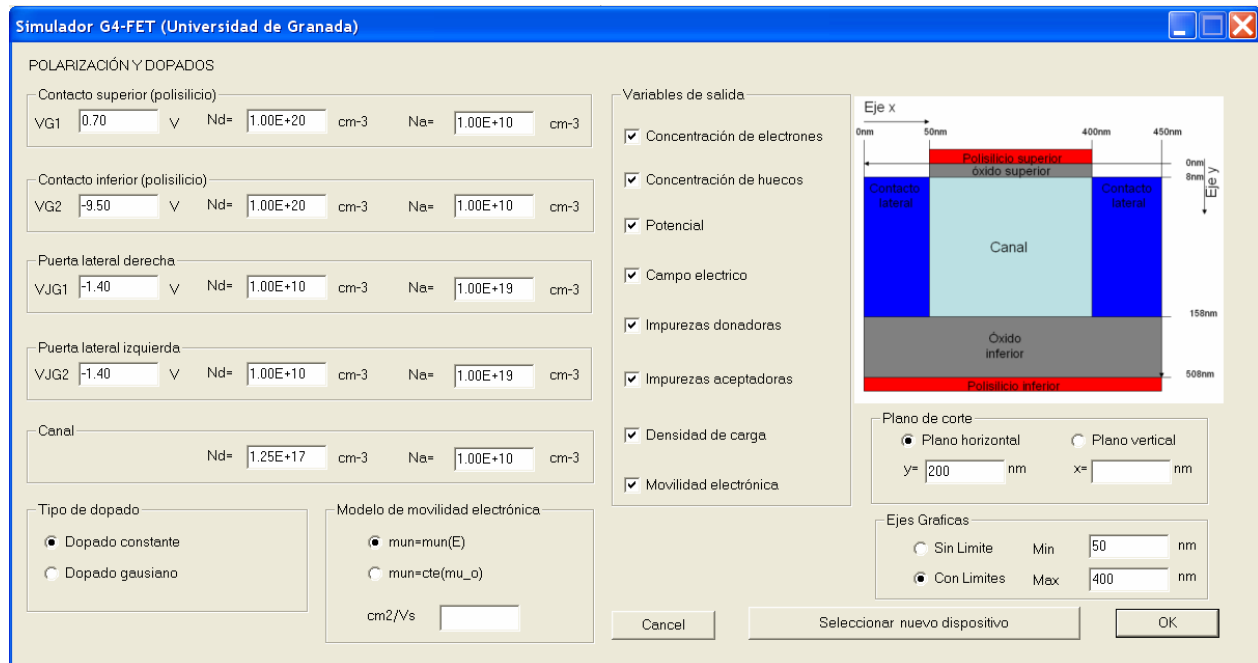 Simulador G4-FET (Universidad de Granada)
POLARIZACIÓN Y DOPADOS
Contacto superior (polisilicio)
VG1 0.70 V Nd= 1.00E+20 cm-3 Na= 1.00E+10 cm-3
Contacto inferior (polisilicio)
VG2 -9.50 V Nd= 1.00E+20 cm-3 Na= 1.00E+10 cm-3
Puerta lateral derecha
VJG1 -1.40 V Nd= 1.00E+10 cm-3 Na= 1.00E+19 cm-3
Puerta lateral izquierda
VJG2 -1.40 V Nd= 1.00E+10 cm-3 Na= 1.00E+19 cm-3
Canal
Nd= 1.25E+17 cm-3 Na= 1.00E+10 cm-3
Tipo de dopado
Dopado constante
Dopado gausiano
Modelo de movilidad electrónica
mun=mun(E)
mun=cte(mu_o)
cm2/Vs
Variables de salida
Concentración de electrones
Concentración de huecos
Potencial
Campo electrico
Impurezas donadoras
Impurezas aceptadoras
Densidad de carga
Movilidad electrónica
Eje x
0nm 50nm 400nm 450nm
Polisilicio superior
óxido superior
0nm
8nm
Eje y
Contacto
lateral
Contacto
lateral
Canal
158nm
Óxido
inferior
508nm
Polisilicio inferior
Plano de corte
Plano horizontal Plano vertical
y= 200 nm x= nm
Ejes Graficas
Sin Limite Min 50 nm
Con Limites Max 400 nm
Cancel Seleccionar nuevo dispositivo OK